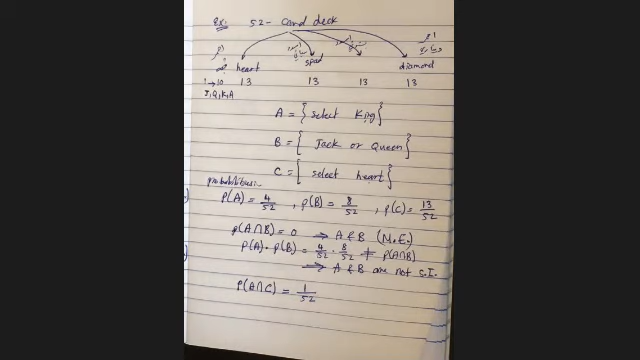 Ex: 52- Card deck
heart spad diamond
1 → 10 13 13 13 13
J, Q, K, A
A = { select King }
B = { Jack or Queen }
C = { select heart }
probabilities:
P(A) = 4/52 , P(B) = 8/52 , P(C) = 13/52
P(A∩B) = 0 ⇒ A & B (M.E.)
P(A) . P(B) = 4/52 . 8/52 ≠ P(A∩B)
⇒ A & B are not S.I.
P(A∩C) = 1/52